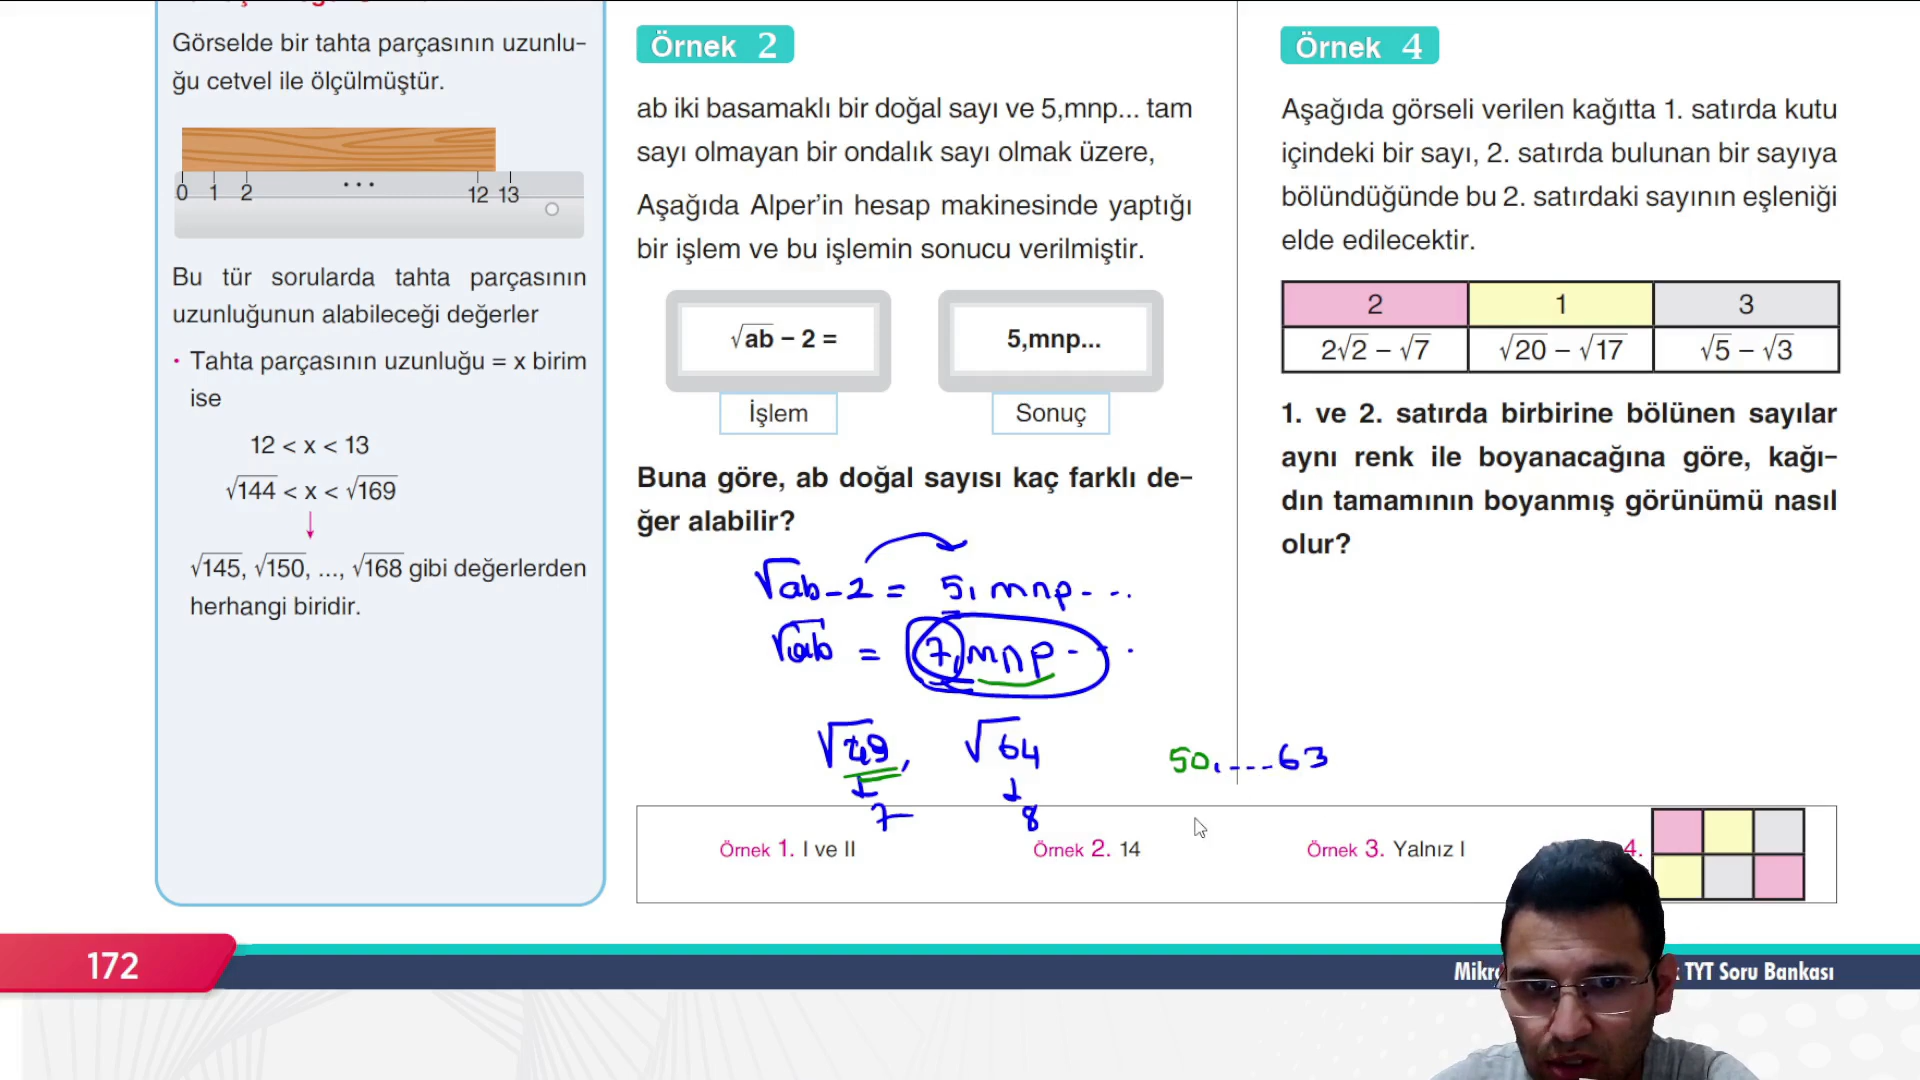 Görselde bir tahta parçasının uzunlu-
ğu cetvel ile ölçülmüştür.
0 1 2 ... 12 13
Bu tür sorularda tahta parçasının
uzunluğunun alabileceği değerler
• Tahta parçasının uzunluğu = x birim
ise
12 < x < 13
√144 < x < √169
↓
√145, √150, ..., √168 gibi değerlerden
herhangi biridir.
Örnek 2
ab iki basamaklı bir doğal sayı ve 5,mnp... tam
sayı olmayan bir ondalık sayı olmak üzere,
Aşağıda Alper'in hesap makinesinde yaptığı
bir işlem ve bu işlemin sonucu verilmiştir.
√ab − 2 = 5,mnp...
İşlem Sonuç
Buna göre, ab doğal sayısı kaç farklı de-
ğer alabilir?
√ab − 2 = 5, mnp...
√ab = 7, mnp...
√49, √64 50, ...63
↓ ↓
7 8
Örnek 4
Aşağıda görseli verilen kağıtta 1. satırda kutu
içindeki bir sayı, 2. satırda bulunan bir sayıya
bölündüğünde bu 2. satırdaki sayının eşleniği
elde edilecektir.
2 1 3
2√2 − √7 √20 − √17 √5 − √3
1. ve 2. satırda birbirine bölünen sayılar
aynı renk ile boyanacağına göre, kağı-
dın tamamının boyanmış görünümü nasıl
olur?
Örnek 1. I ve II Örnek 2. 14 Örnek 3. Yalnız I 4.
172
TYT Soru Bankası